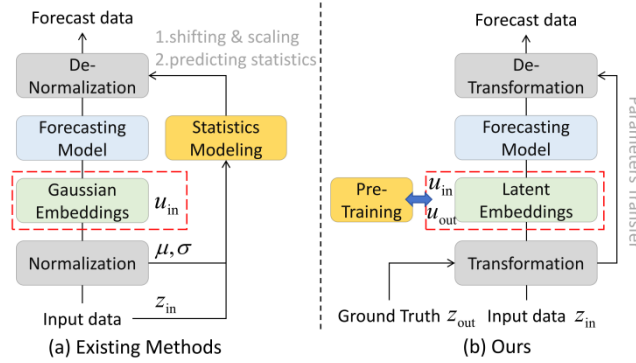 Forecast data
1.shifting & scaling
2.predicting statistics
De-
Normalization
Forecasting
Model
Statistics
Modeling
Gaussian
Embeddings
u_in
Normalization
μ, σ
z_in
Input data
(a) Existing Methods
Forecast data
De-
Transformation
Forecasting
Model
Parameters Transfer
Pre-
Training
u_in
u_out
Latent
Embeddings
Transformation
Ground Truth z_out
Input data z_in
(b) Ours